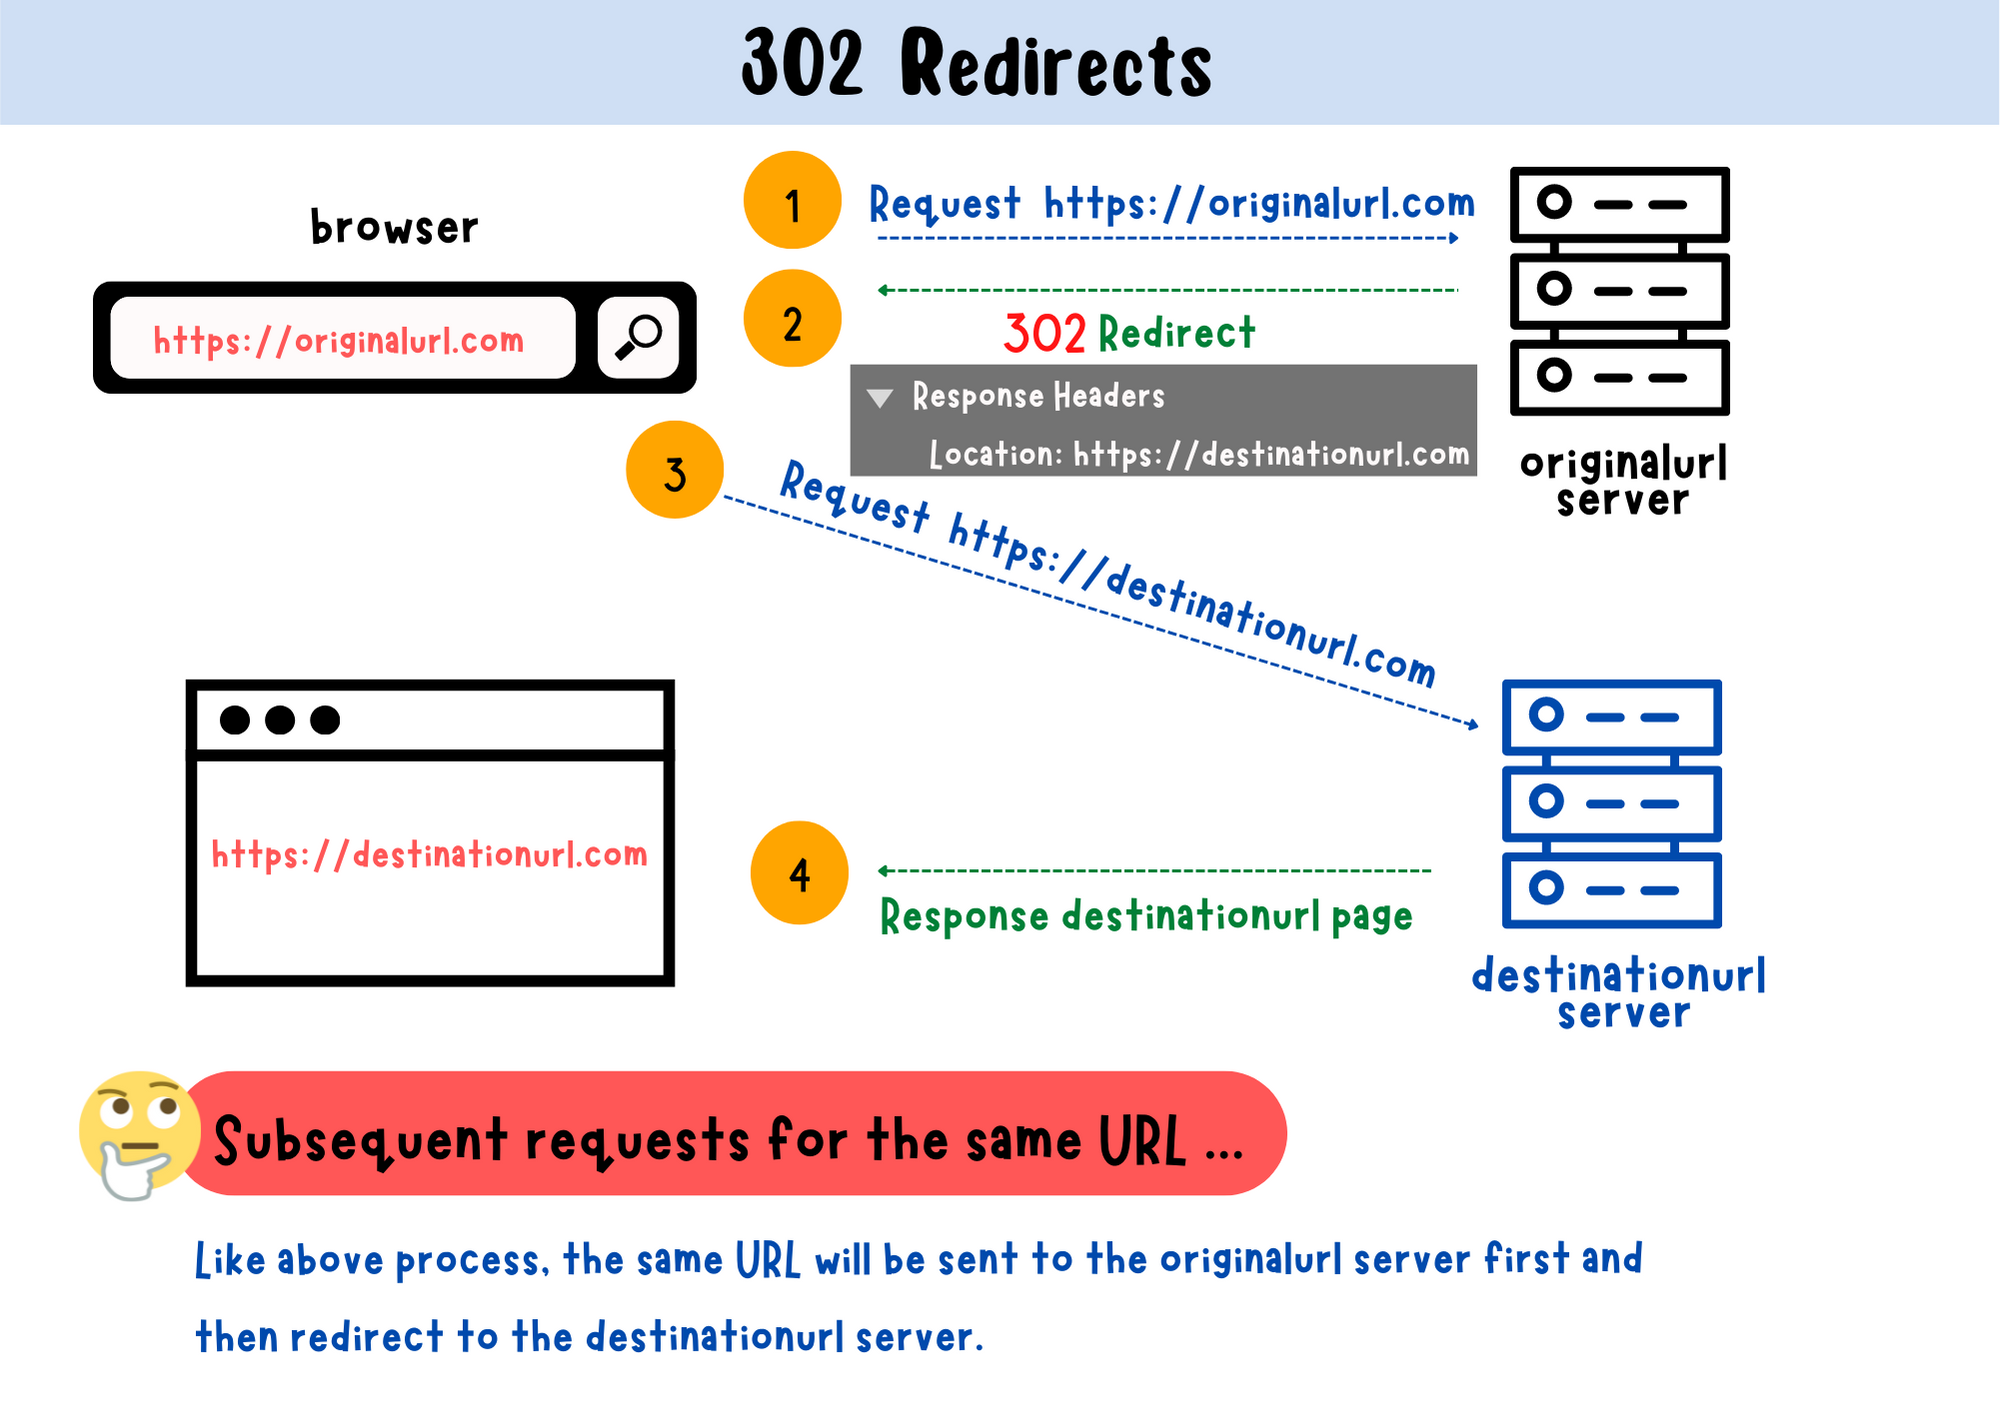 302 Redirects
browser
https://originalurl.com
1
Request https://originalurl.com
2
302 Redirect
Response Headers
Location: https://destinationurl.com
originalurl
server
3
Request https://destinationurl.com
https://destinationurl.com
4
Response destinationurl page
destinationurl
server
Subsequent requests for the same URL ...
Like above process, the same URL will be sent to the originalurl server first and
then redirect to the destinationurl server.